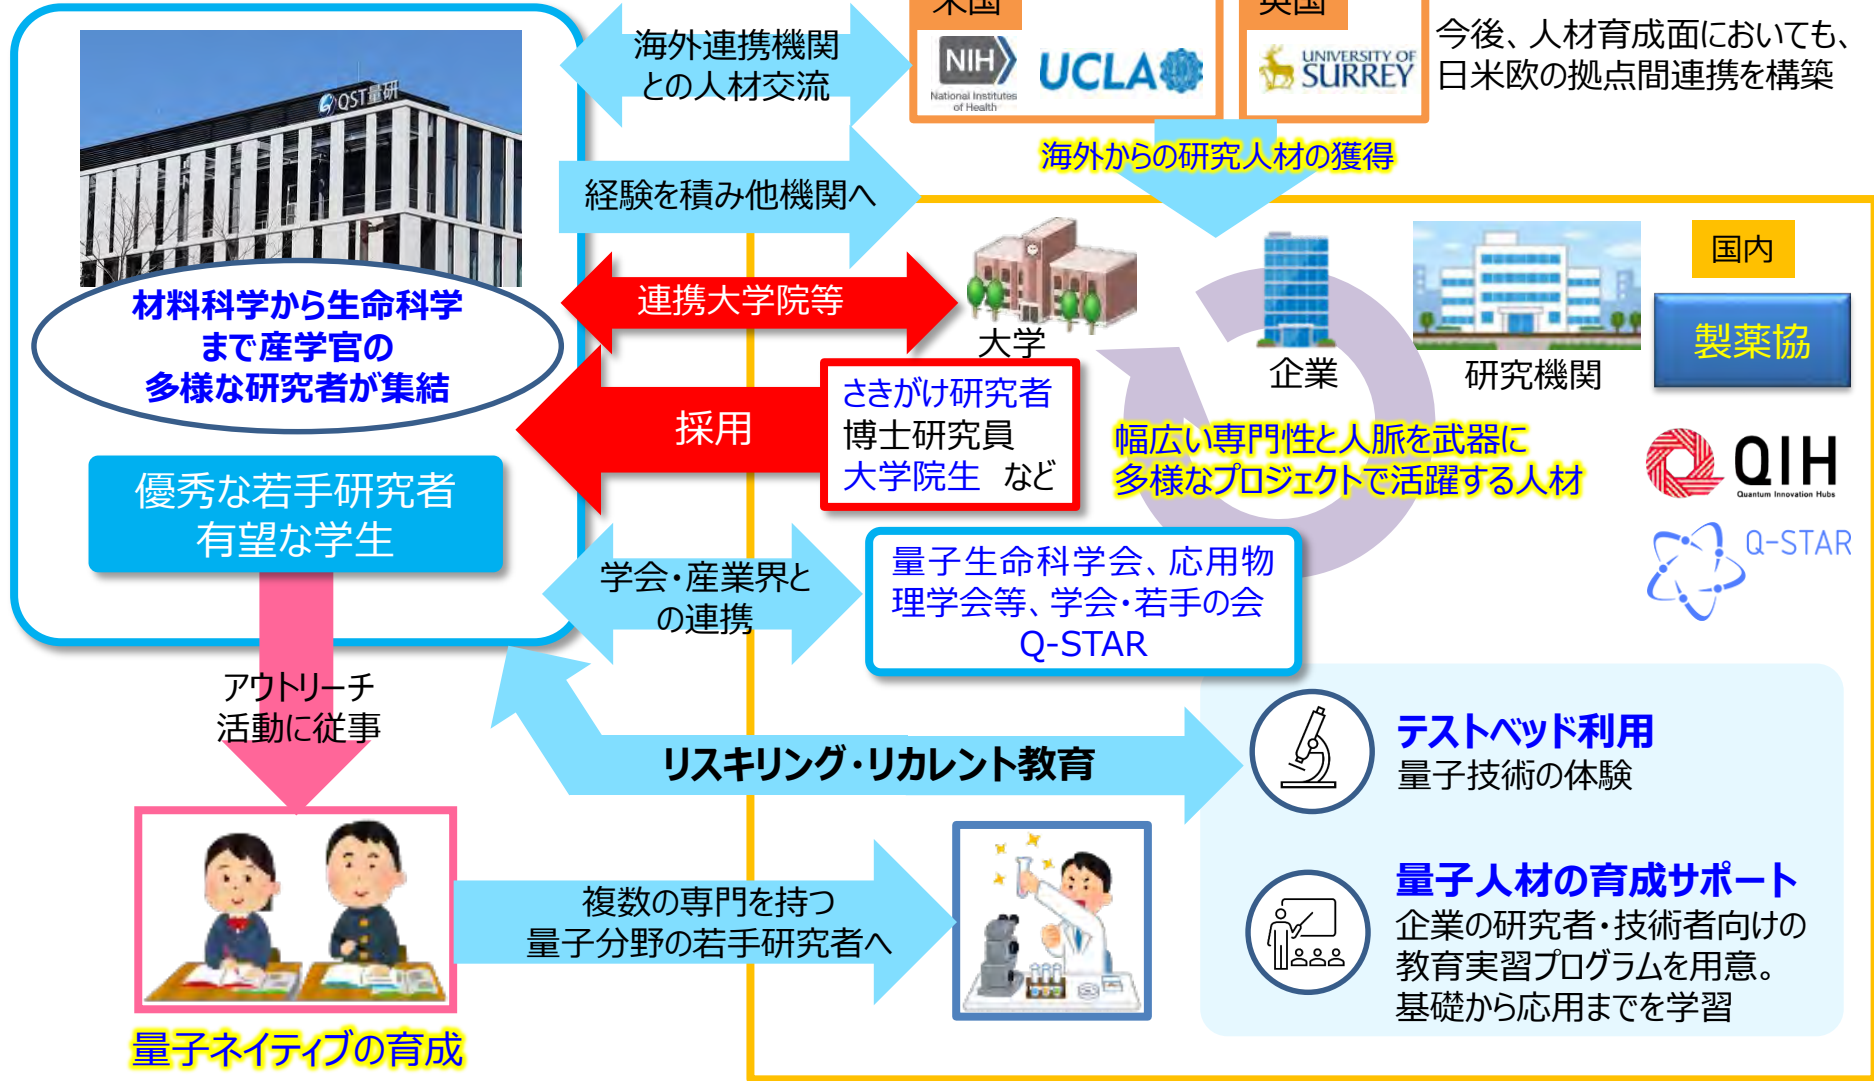 米国
英国
NIH
National Institutes
of Health
UCLA
UNIVERSITY OF
SURREY
今後、人材育成面においても、
日米欧の拠点間連携を構築
海外連携機関
との人材交流
QST量研
海外からの研究人材の獲得
経験を積み他機関へ
国内
連携大学院等
大学
企業
研究機関
製薬協
材料科学から生命科学
まで産学官の
多様な研究者が集結
採用
さきがけ研究者
博士研究員
大学院生 など
幅広い専門性と人脈を武器に
多様なプロジェクトで活躍する人材
QIH
Quantum Innovation Hubs
Q-STAR
優秀な若手研究者
有望な学生
学会・産業界と
の連携
量子生命科学会、応用物
理学会等、学会・若手の会
Q-STAR
アウトリーチ
活動に従事
リスキリング・リカレント教育
テストベッド利用
量子技術の体験
複数の専門を持つ
量子分野の若手研究者へ
量子人材の育成サポート
企業の研究者・技術者向けの
教育実習プログラムを用意。
基礎から応用までを学習
量子ネイティブの育成